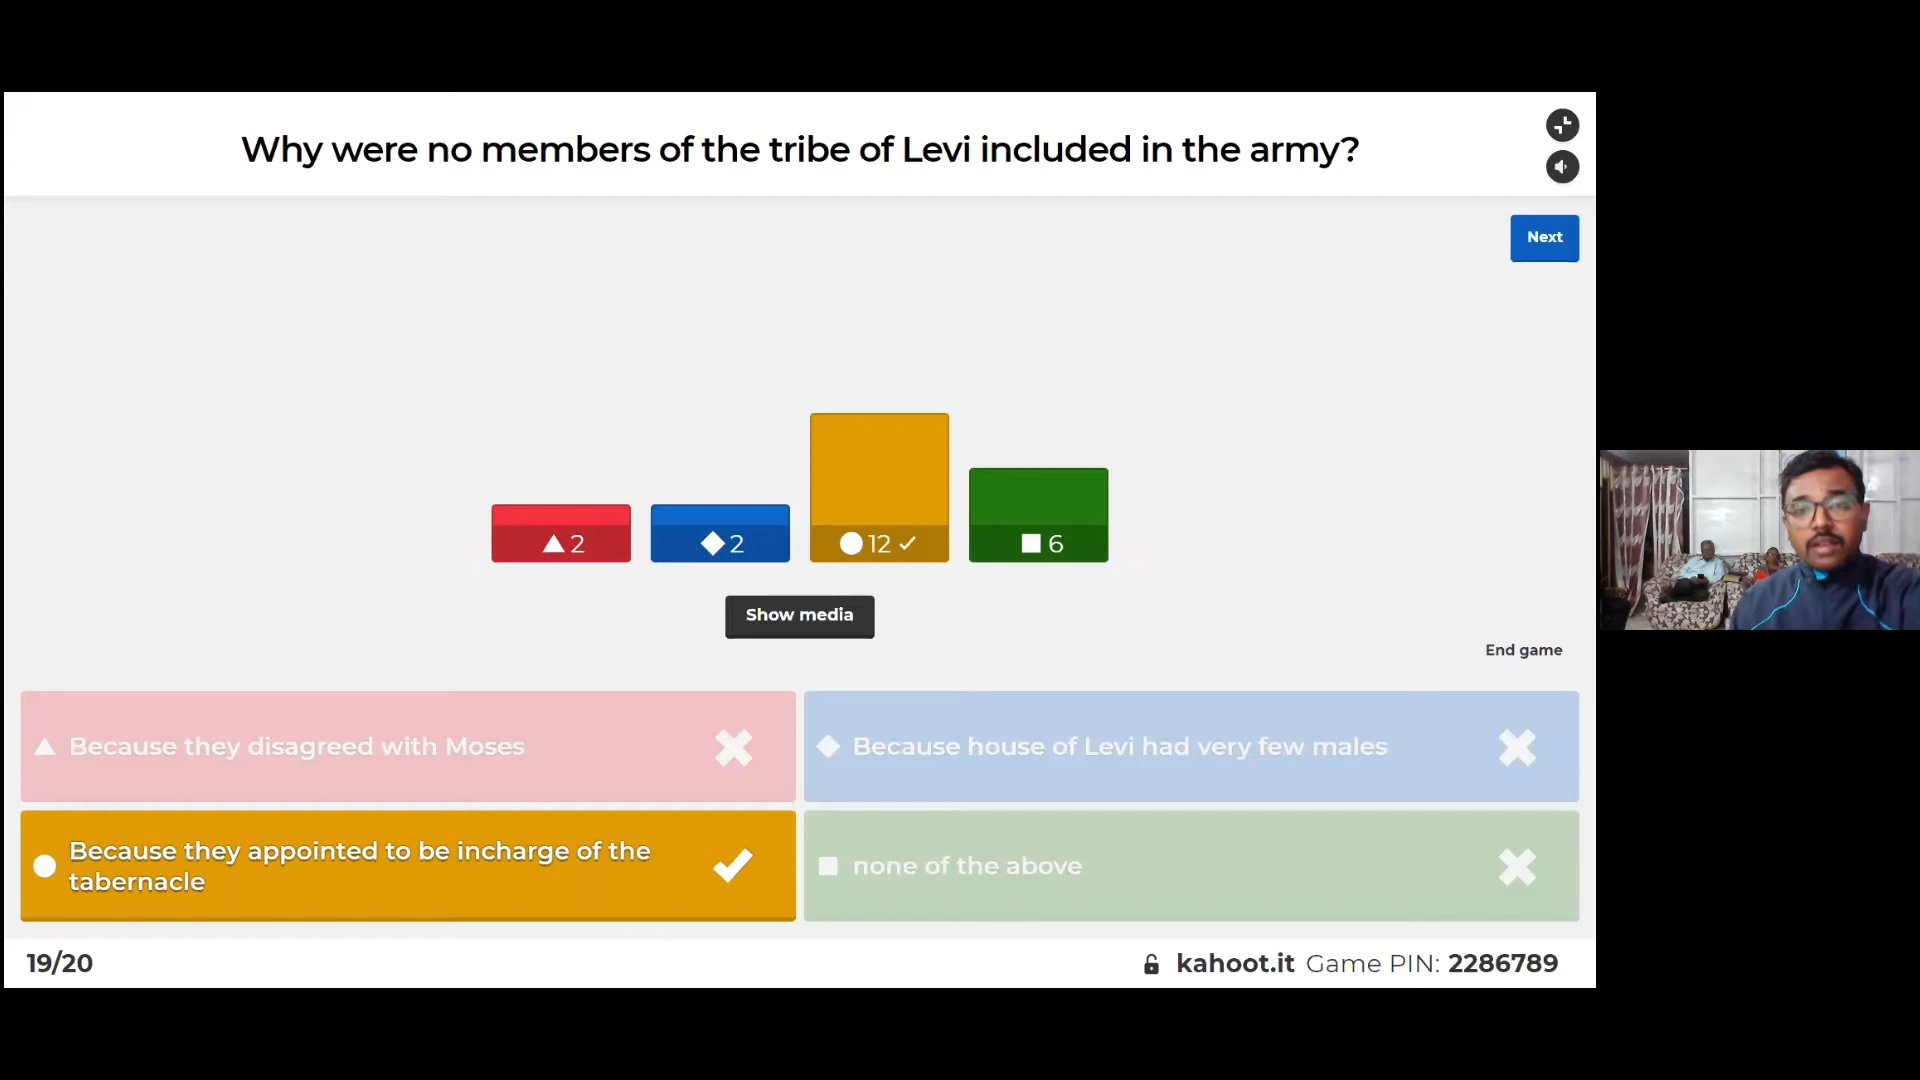 Why were no members of the tribe of Levi included in the army?
Next
2
2
12
6
Show media
End game
Because they disagreed with Moses
Because house of Levi had very few males
Because they appointed to be incharge of the
tabernacle
none of the above
19/20
kahoot.it Game PIN: 2286789